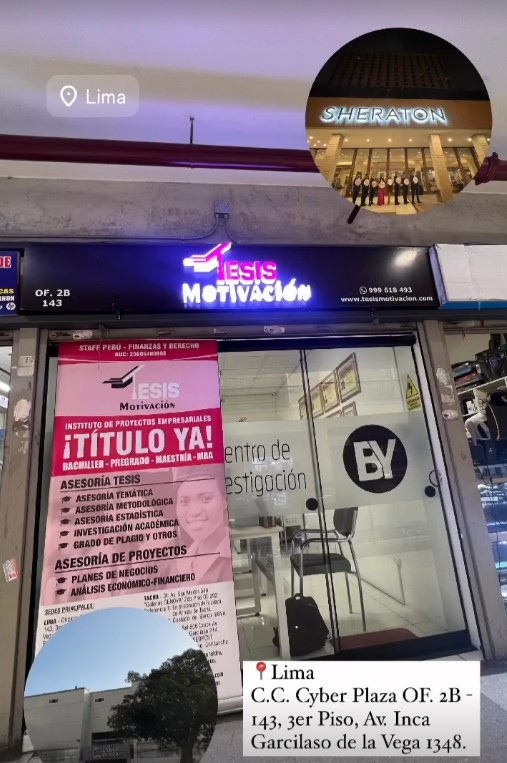 Lima
SHERATON
OF. 2B
143
TESIS
MOTIVACIÓN
999 618 493
www.tesismotivacion.com
STAFF PERÚ - FINANZAS Y DERECHO
TESIS
MOTIVACIÓN
INSTITUTO DE PROYECTOS EMPRESARIALES
¡TÍTULO YA!
BACHILLER - PREGRADO - MAESTRÍA - MBA
ASESORÍA TESIS
ASESORÍA TEMÁTICA
ASESORÍA METODOLÓGICA
ASESORÍA ESTADÍSTICA
INVESTIGACIÓN ACADÉMICA
GRADO DE PLAGIO Y OTROS
ASESORÍA DE PROYECTOS
PLANES DE NEGOCIOS
ANÁLISIS ECONÓMICO-FINANCIERO
SEDES PRINCIPALES:
entro de
estigación
BY
Lima
C.C. Cyber Plaza OF. 2B -
143, 3er Piso, Av. Inca
Garcilaso de la Vega 1348.